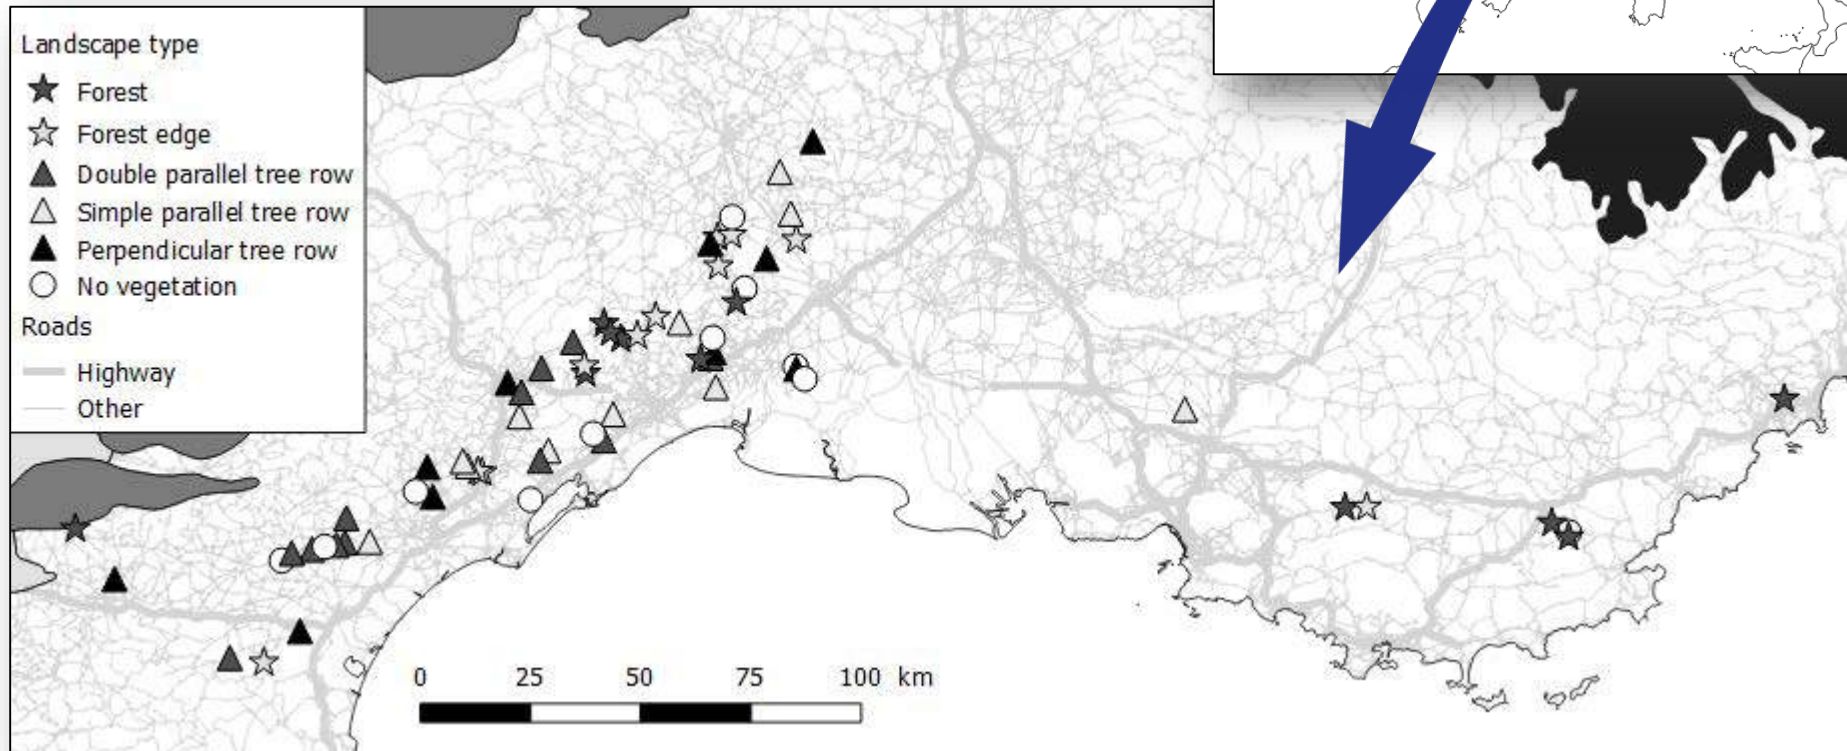 Landscape type
Forest
Forest edge
Double parallel tree row
Simple parallel tree row
Perpendicular tree row
No vegetation
Roads
Highway
Other
0 25 50 75 100 km